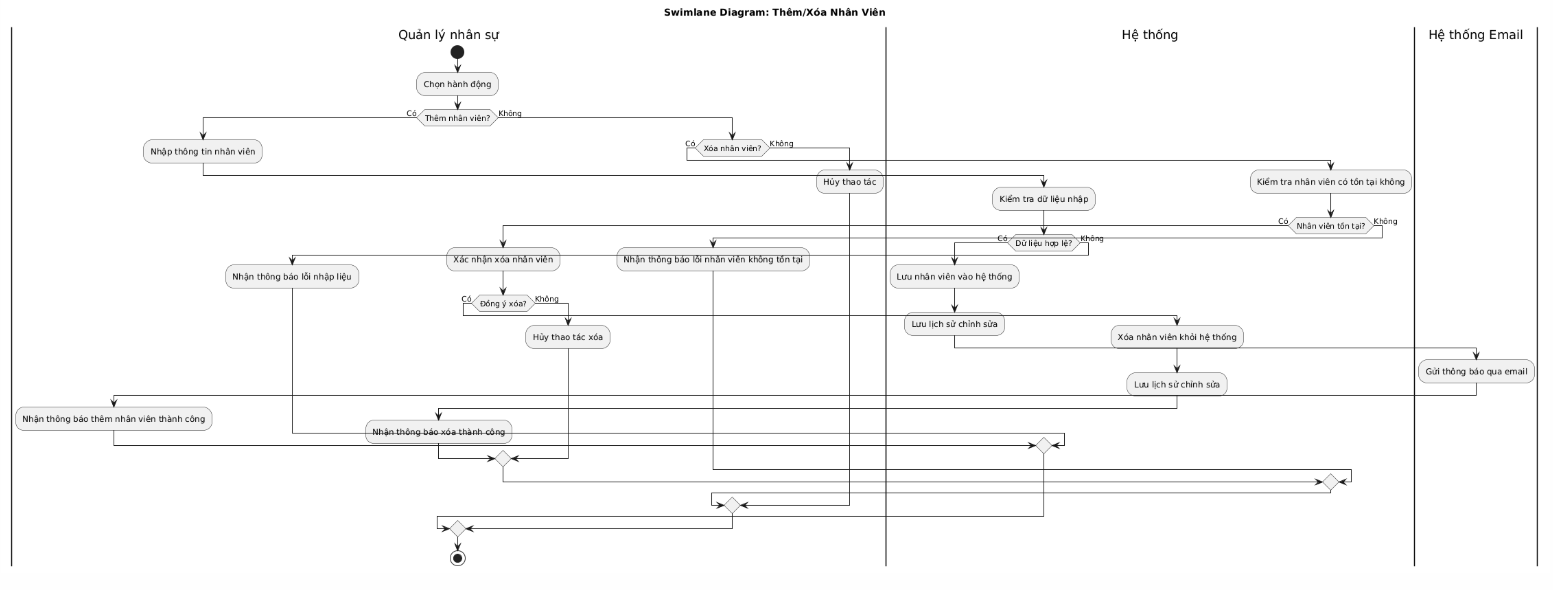 Swimlane Diagram: Thêm/Xóa Nhân Viên
Quản lý nhân sự
Hệ thống
Hệ thống Email
Chọn hành động
Có
Thêm nhân viên?
Không
Nhập thông tin nhân viên
Có
Xóa nhân viên?
Không
Hủy thao tác
Kiểm tra nhân viên có tồn tại không
Kiểm tra dữ liệu nhập
Có
Nhân viên tồn tại?
Không
Có
Dữ liệu hợp lệ?
Không
Xác nhận xóa nhân viên
Nhận thông báo lỗi nhân viên không tồn tại
Nhận thông báo lỗi nhập liệu
Lưu nhân viên vào hệ thống
Có
Đồng ý xóa?
Không
Lưu lịch sử chỉnh sửa
Hủy thao tác xóa
Xóa nhân viên khỏi hệ thống
Gửi thông báo qua email
Lưu lịch sử chỉnh sửa
Nhận thông báo thêm nhân viên thành công
Nhận thông báo xóa thành công